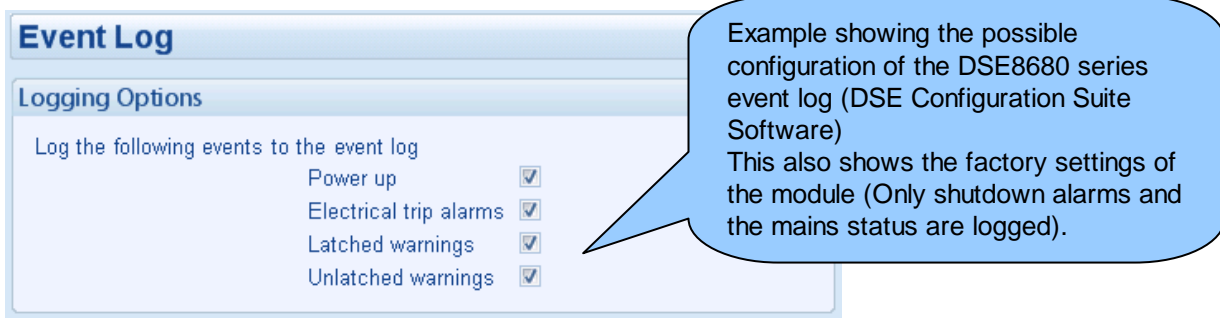 Event Log
Logging Options
Log the following events to the event log
Power up
Electrical trip alarms
Latched warnings
Unlatched warnings
Example showing the possible
configuration of the DSE8680 series
event log (DSE Configuration Suite
Software)
This also shows the factory settings of
the module (Only shutdown alarms and
the mains status are logged).